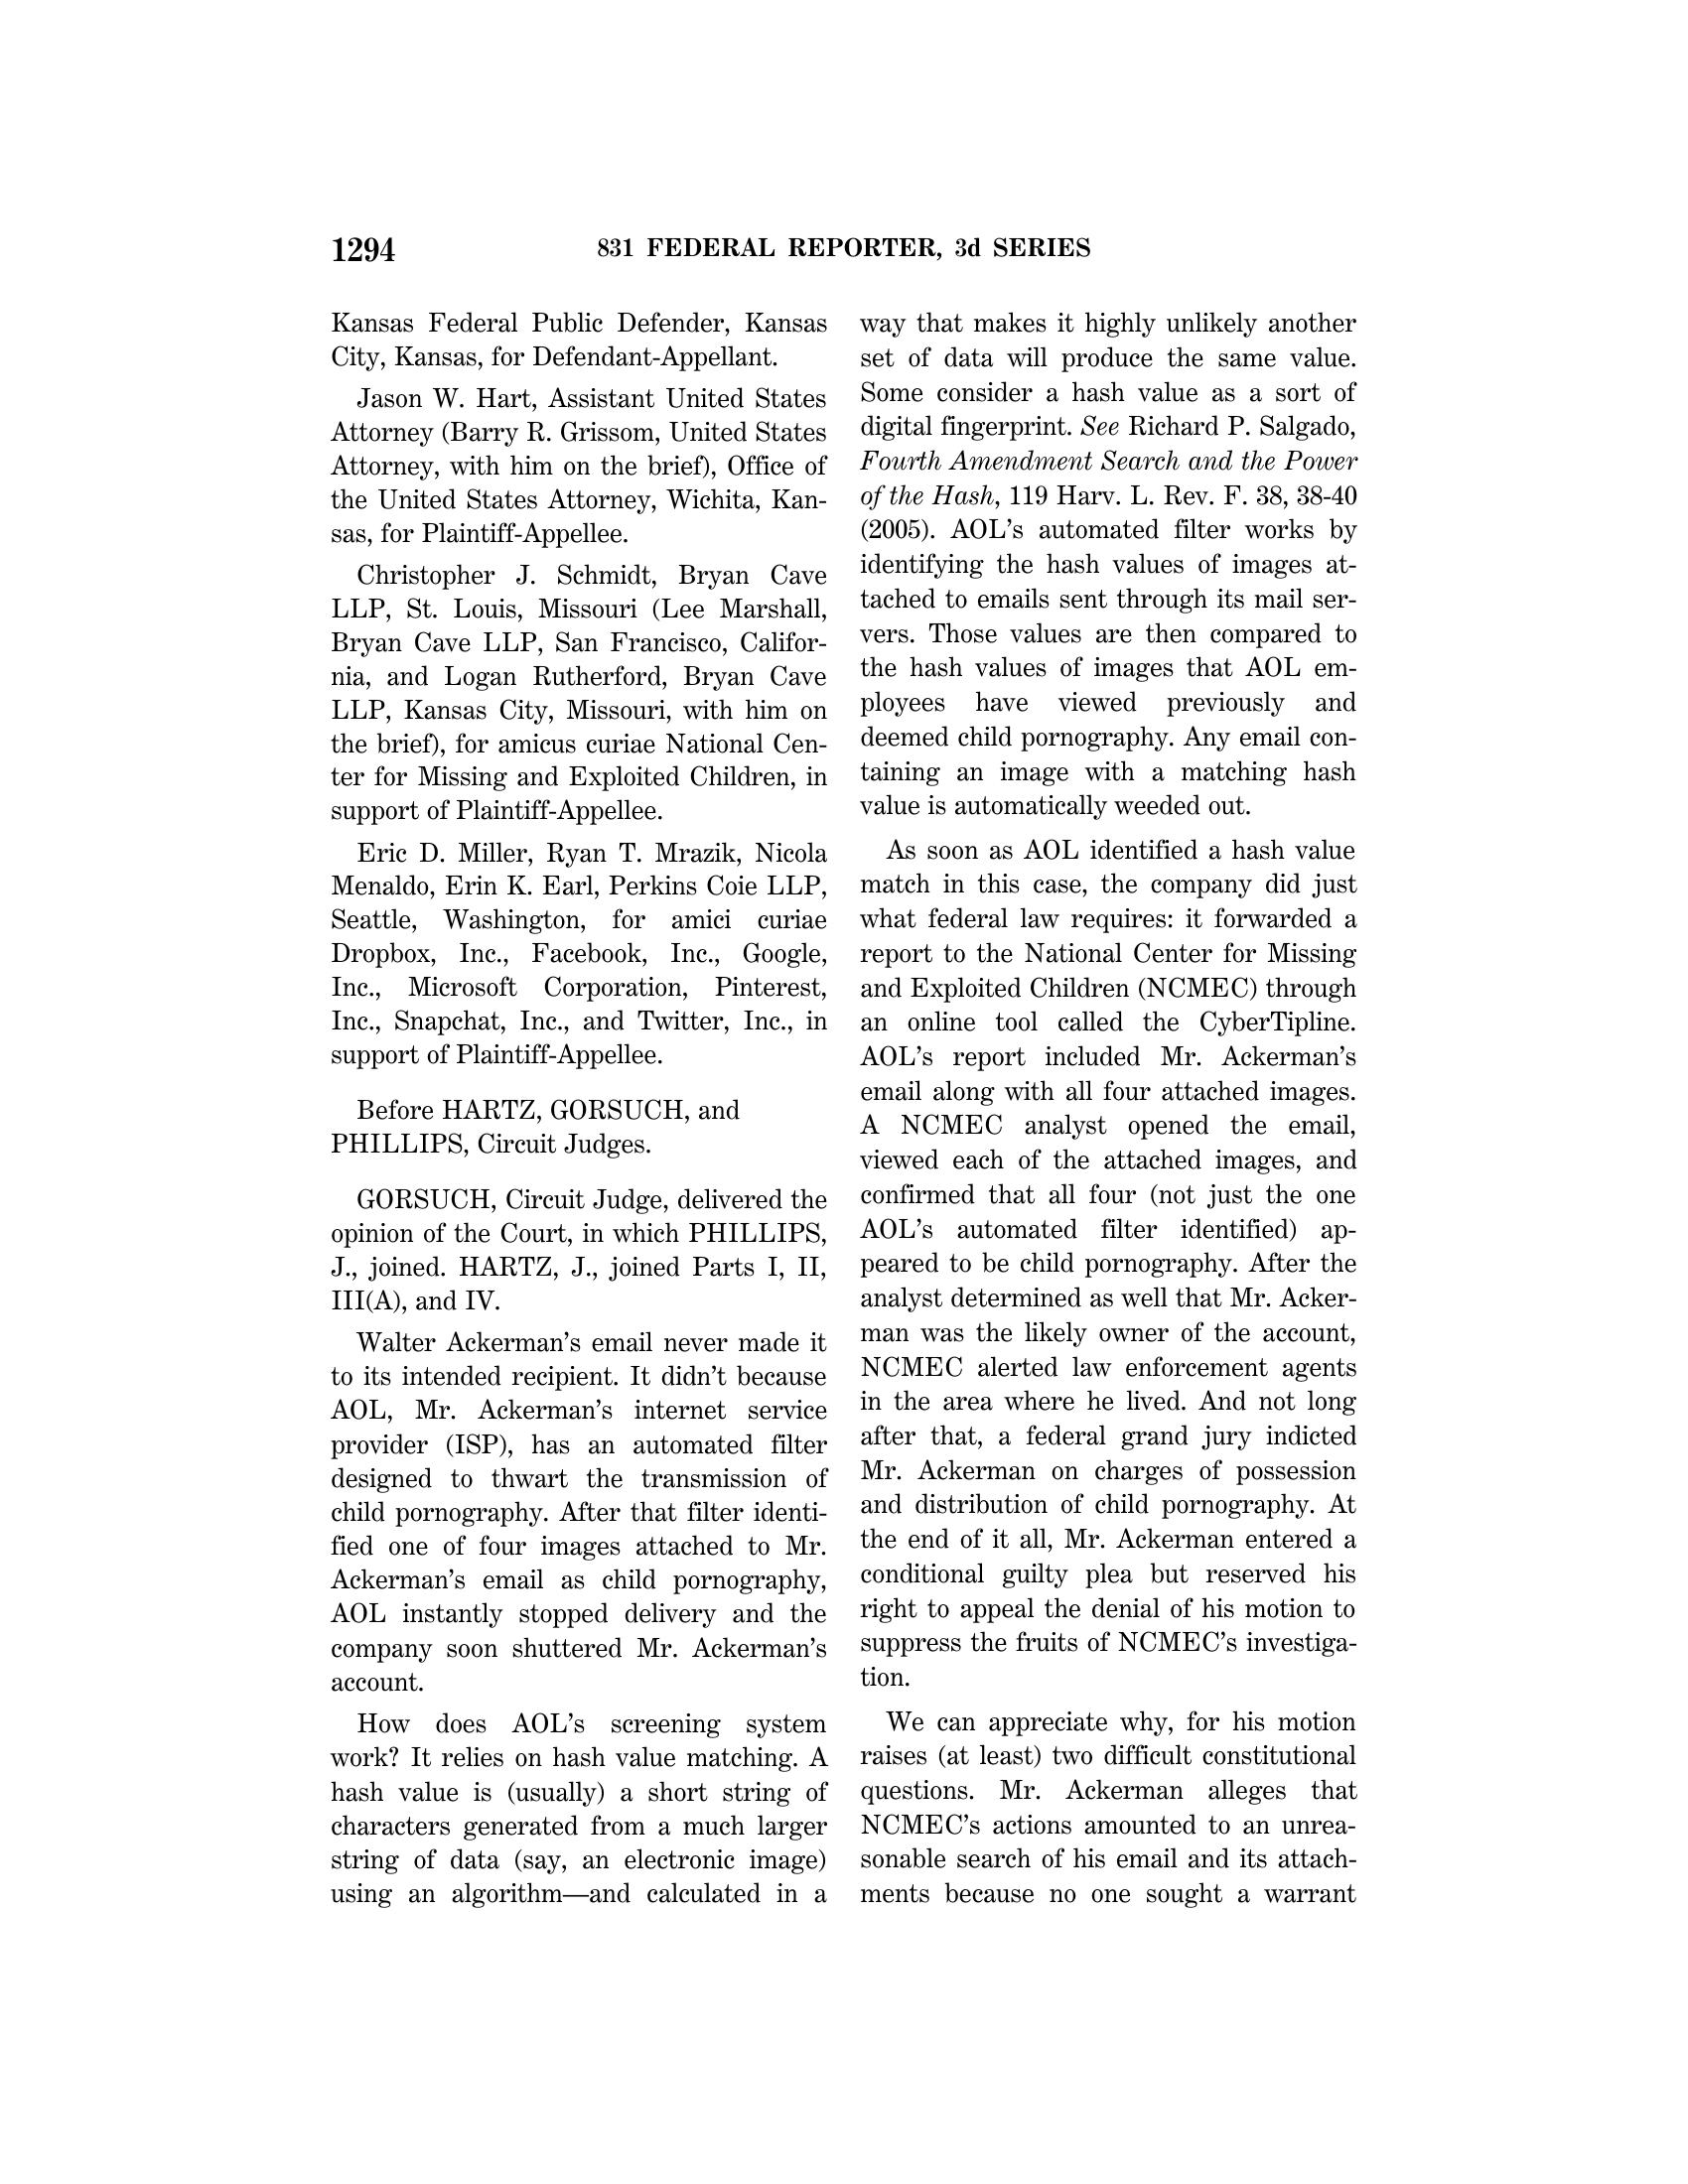 1294
831 FEDERAL REPORTER, 3d SERIES
Kansas Federal Public Defender, Kansas
City, Kansas, for Defendant-Appellant.
Jason W. Hart, Assistant United States
Attorney (Barry R. Grissom, United States
Attorney, with him on the brief), Office of
the United States Attorney, Wichita, Kan-
sas, for Plaintiff-Appellee.
Christopher J. Schmidt, Bryan Cave
LLP, St. Louis, Missouri (Lee Marshall,
Bryan Cave LLP, San Francisco, Califor-
nia, and Logan Rutherford, Bryan Cave
LLP, Kansas City, Missouri, with him on
the brief), for amicus curiae National Cen-
ter for Missing and Exploited Children, in
support of Plaintiff-Appellee.
Eric D. Miller, Ryan T. Mrazik, Nicola
Menaldo, Erin K. Earl, Perkins Coie LLP,
Seattle, Washington, for amici curiae
Dropbox, Inc., Facebook, Inc., Google,
Inc., Microsoft Corporation, Pinterest,
Inc., Snapchat, Inc., and Twitter, Inc., in
support of Plaintiff-Appellee.
Before HARTZ, GORSUCH, and
PHILLIPS, Circuit Judges.
GORSUCH, Circuit Judge, delivered the
opinion of the Court, in which PHILLIPS,
J., joined. HARTZ, J., joined Parts I, II,
III(A), and IV.
Walter Ackerman's email never made it
to its intended recipient. It didn't because
AOL, Mr. Ackerman's internet service
provider (ISP), has an automated filter
designed to thwart the transmission of
child pornography. After that filter identi-
fied one of four images attached to Mr.
Ackerman's email as child pornography,
AOL instantly stopped delivery and the
company soon shuttered Mr. Ackerman's
account.
How does AOL's screening system
work? It relies on hash value matching. A
hash value is (usually) a short string of
characters generated from a much larger
string of data (say, an electronic image)
using an algorithm—and calculated in a
way that makes it highly unlikely another
set of data will produce the same value.
Some consider a hash value as a sort of
digital fingerprint. See Richard P. Salgado,
Fourth Amendment Search and the Power
of the Hash, 119 Harv. L. Rev. F. 38, 38-40
(2005). AOL's automated filter works by
identifying the hash values of images at-
tached to emails sent through its mail ser-
vers. Those values are then compared to
the hash values of images that AOL em-
ployees have viewed previously and
deemed child pornography. Any email con-
taining an image with a matching hash
value is automatically weeded out.
As soon as AOL identified a hash value
match in this case, the company did just
what federal law requires: it forwarded a
report to the National Center for Missing
and Exploited Children (NCMEC) through
an online tool called the CyberTipline.
AOL's report included Mr. Ackerman's
email along with all four attached images.
A NCMEC analyst opened the email,
viewed each of the attached images, and
confirmed that all four (not just the one
AOL's automated filter identified) ap-
peared to be child pornography. After the
analyst determined as well that Mr. Acker-
man was the likely owner of the account,
NCMEC alerted law enforcement agents
in the area where he lived. And not long
after that, a federal grand jury indicted
Mr. Ackerman on charges of possession
and distribution of child pornography. At
the end of it all, Mr. Ackerman entered a
conditional guilty plea but reserved his
right to appeal the denial of his motion to
suppress the fruits of NCMEC's investiga-
tion.
We can appreciate why, for his motion
raises (at least) two difficult constitutional
questions. Mr. Ackerman alleges that
NCMEC's actions amounted to an unrea-
sonable search of his email and its attach-
ments because no one sought a warrant